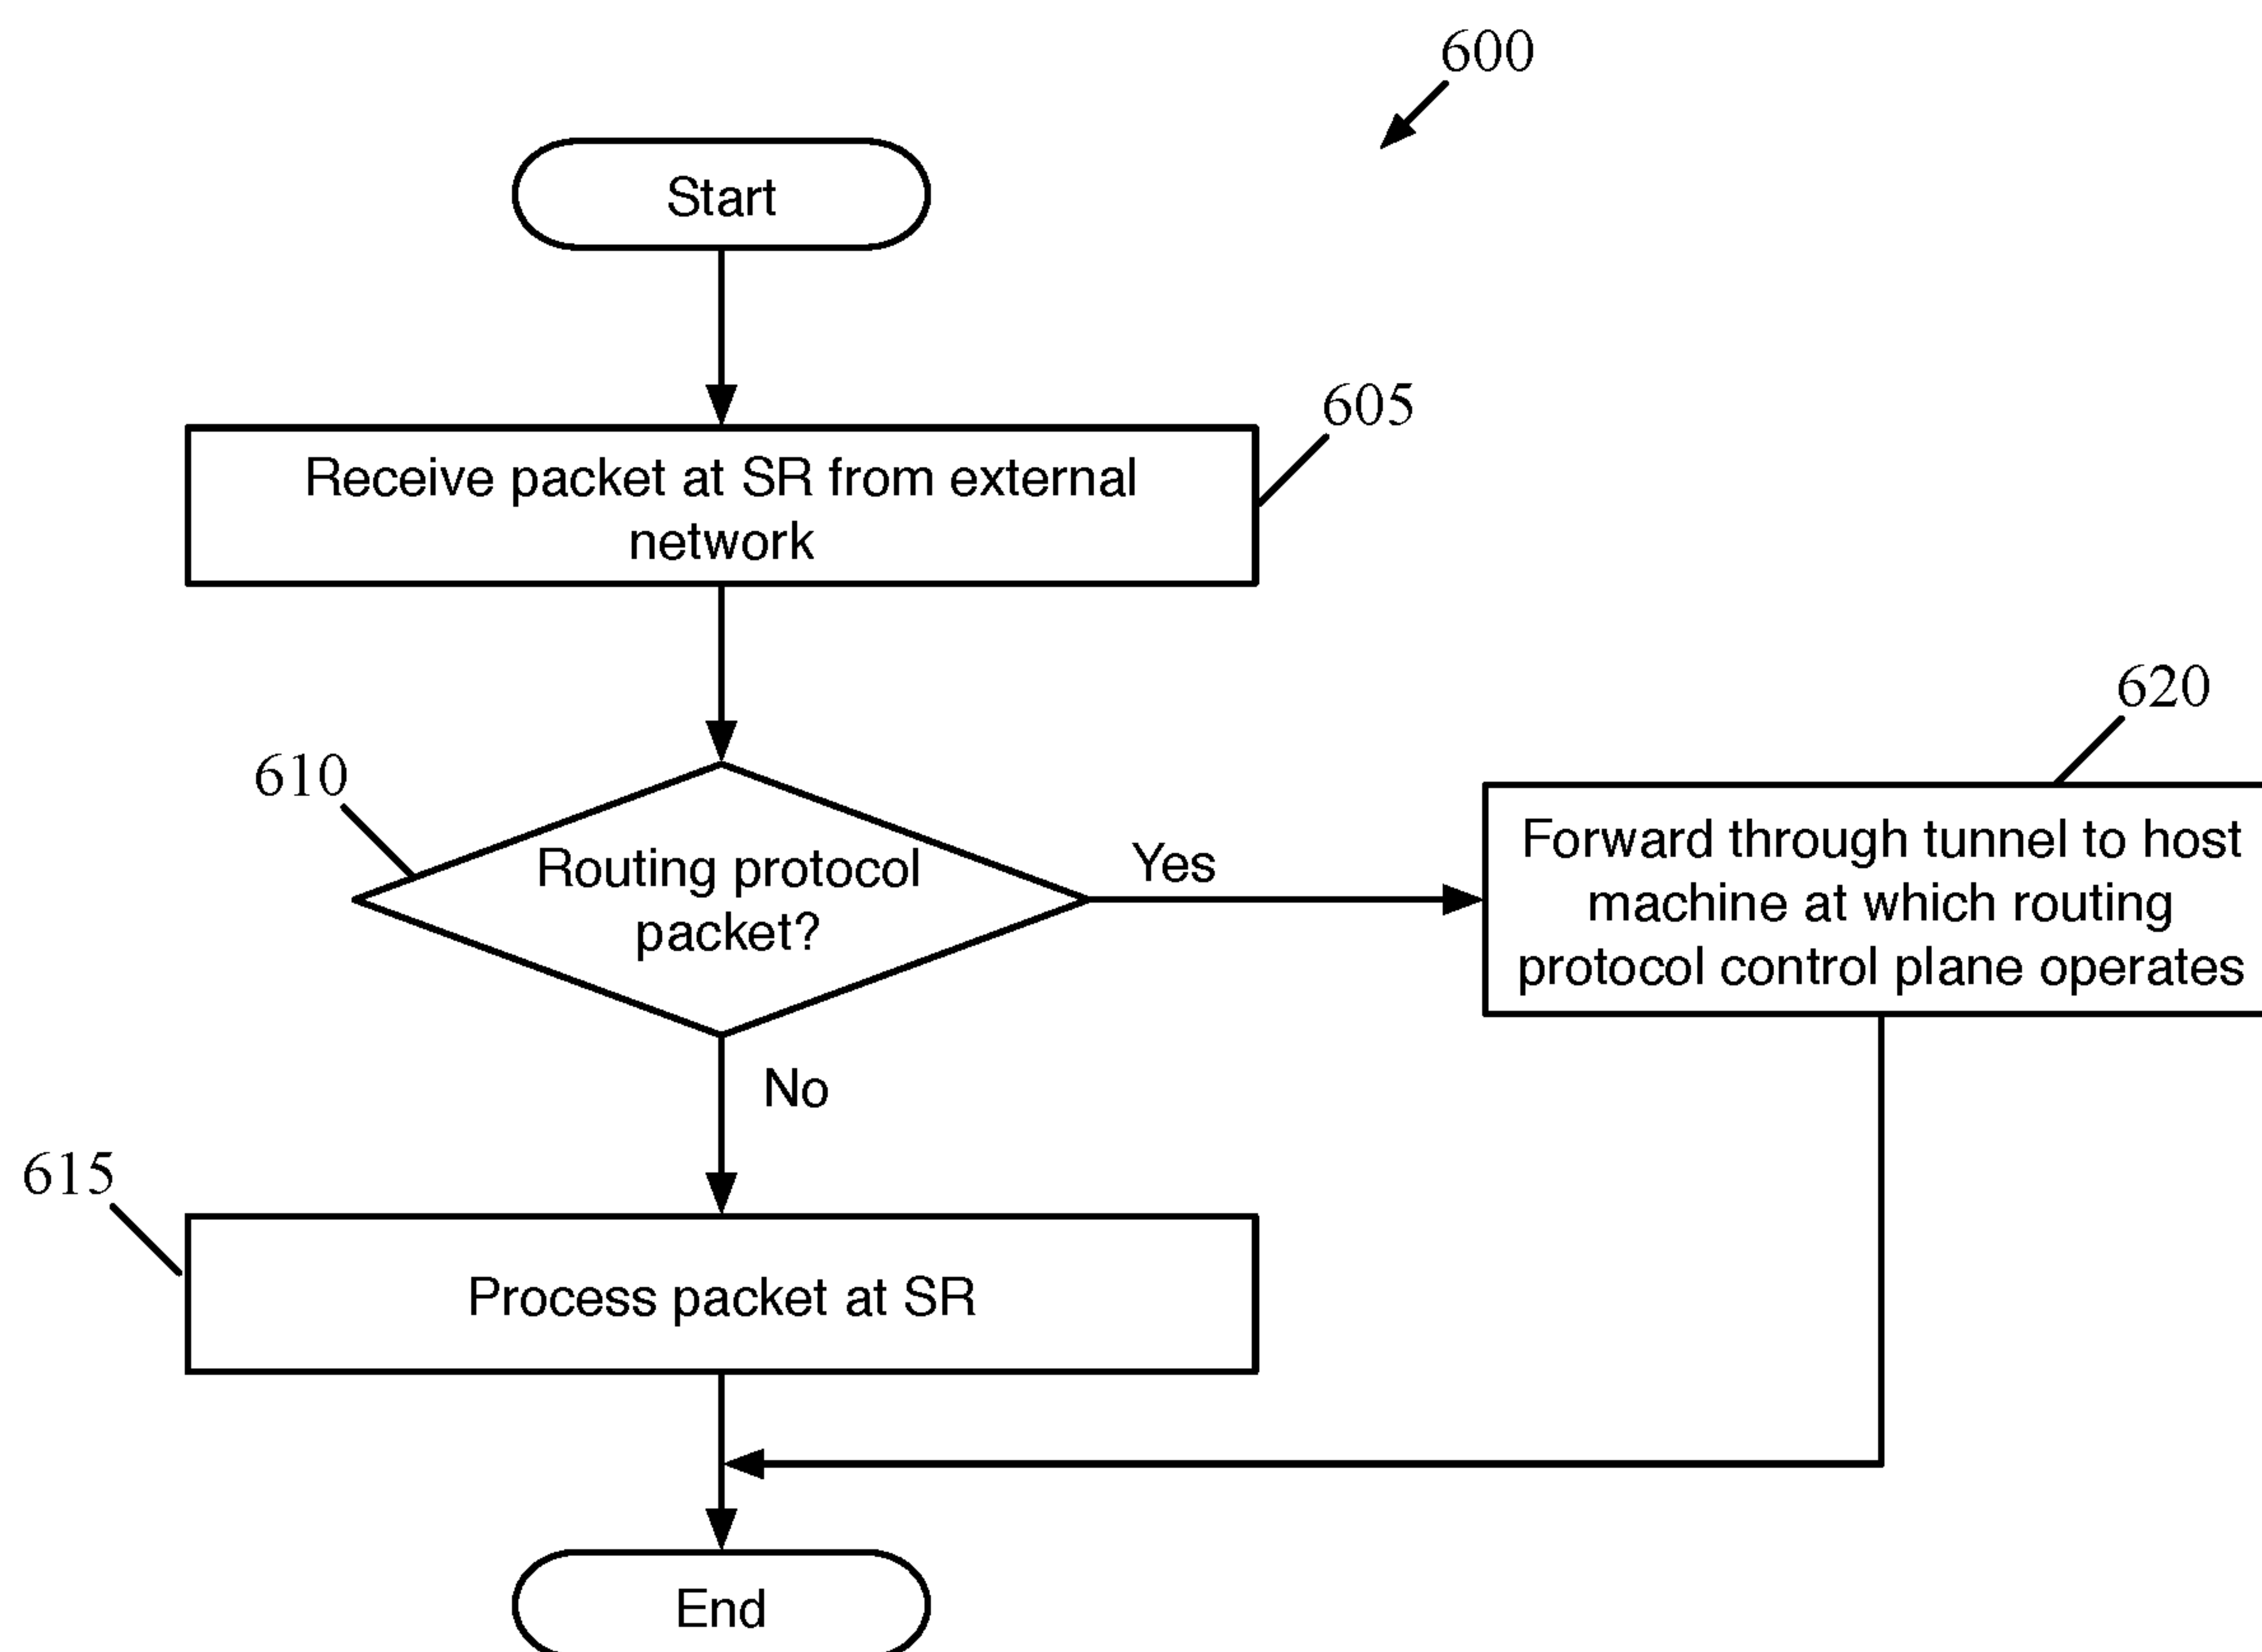 600
Start
605
Receive packet at SR from external
network
620
610
Routing protocol
packet?
Yes
Forward through tunnel to host
machine at which routing
protocol control plane operates
No
615
Process packet at SR
End